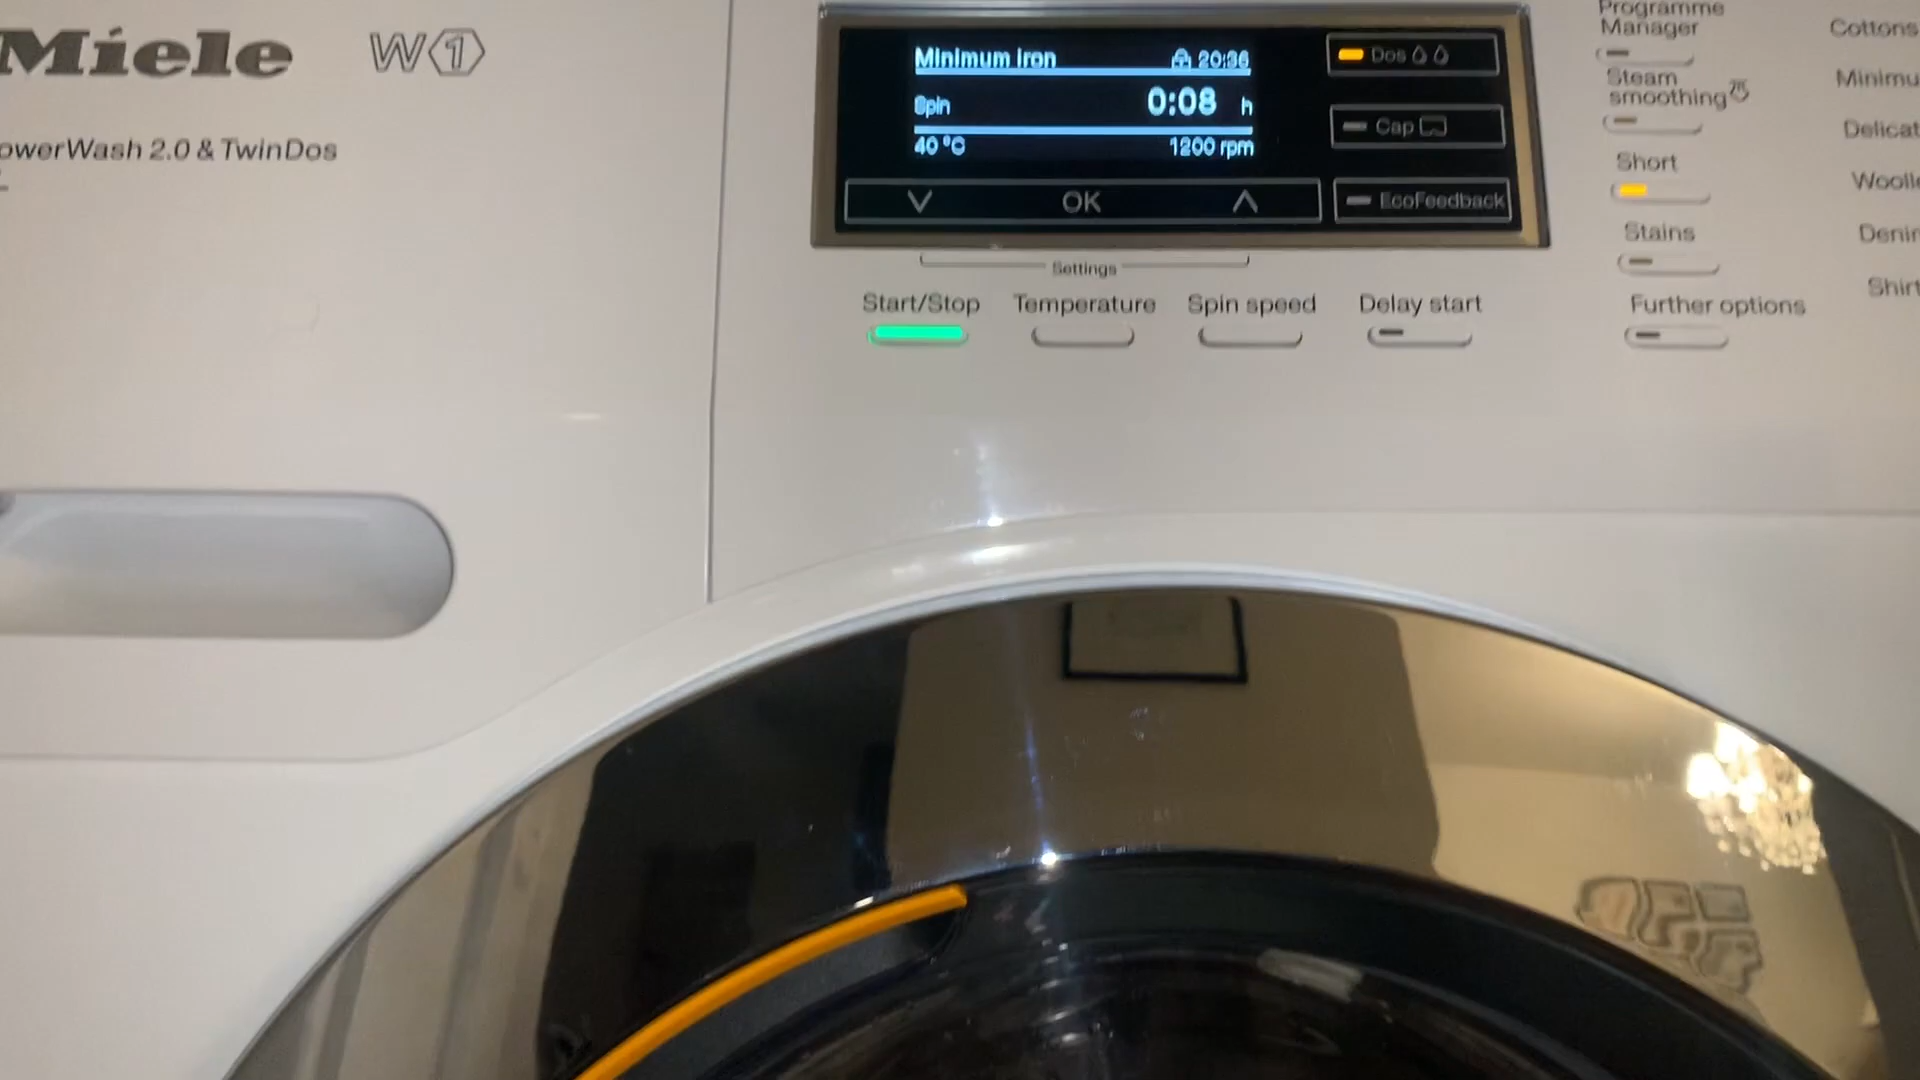 Miele W1
owerWash 2.0 & TwinDos
Minimum iron 20:36
Spin 0:08 h
40 °C 1200 rpm
OK
Dos
Cap
EcoFeedback
Settings
Start/Stop Temperature Spin speed Delay start
Programme
Manager
Steam
smoothing
Short
Stains
Further options
Cottons
Minimu
Delicat
Woolle
Denim
Shirt